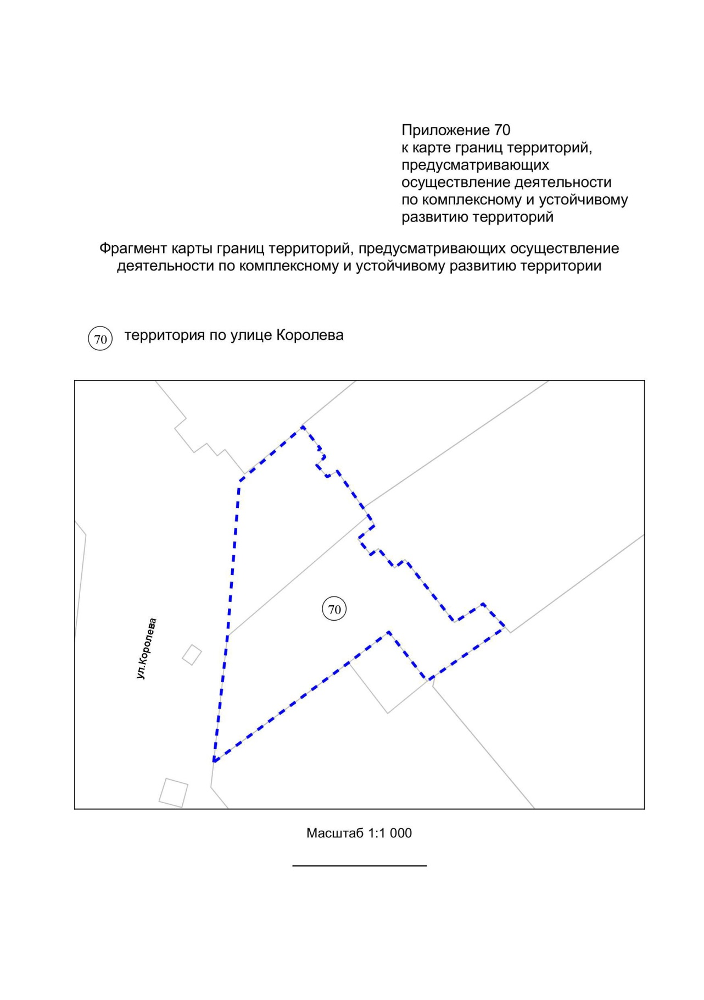 Приложение 70
к карте границ территорий,
предусматривающих
осуществление деятельности
по комплексному и устойчивому
развитию территорий
Фрагмент карты границ территорий, предусматривающих осуществление
деятельности по комплексному и устойчивому развитию территории
70 территория по улице Королева
70
ул.Королева
Масштаб 1:1 000